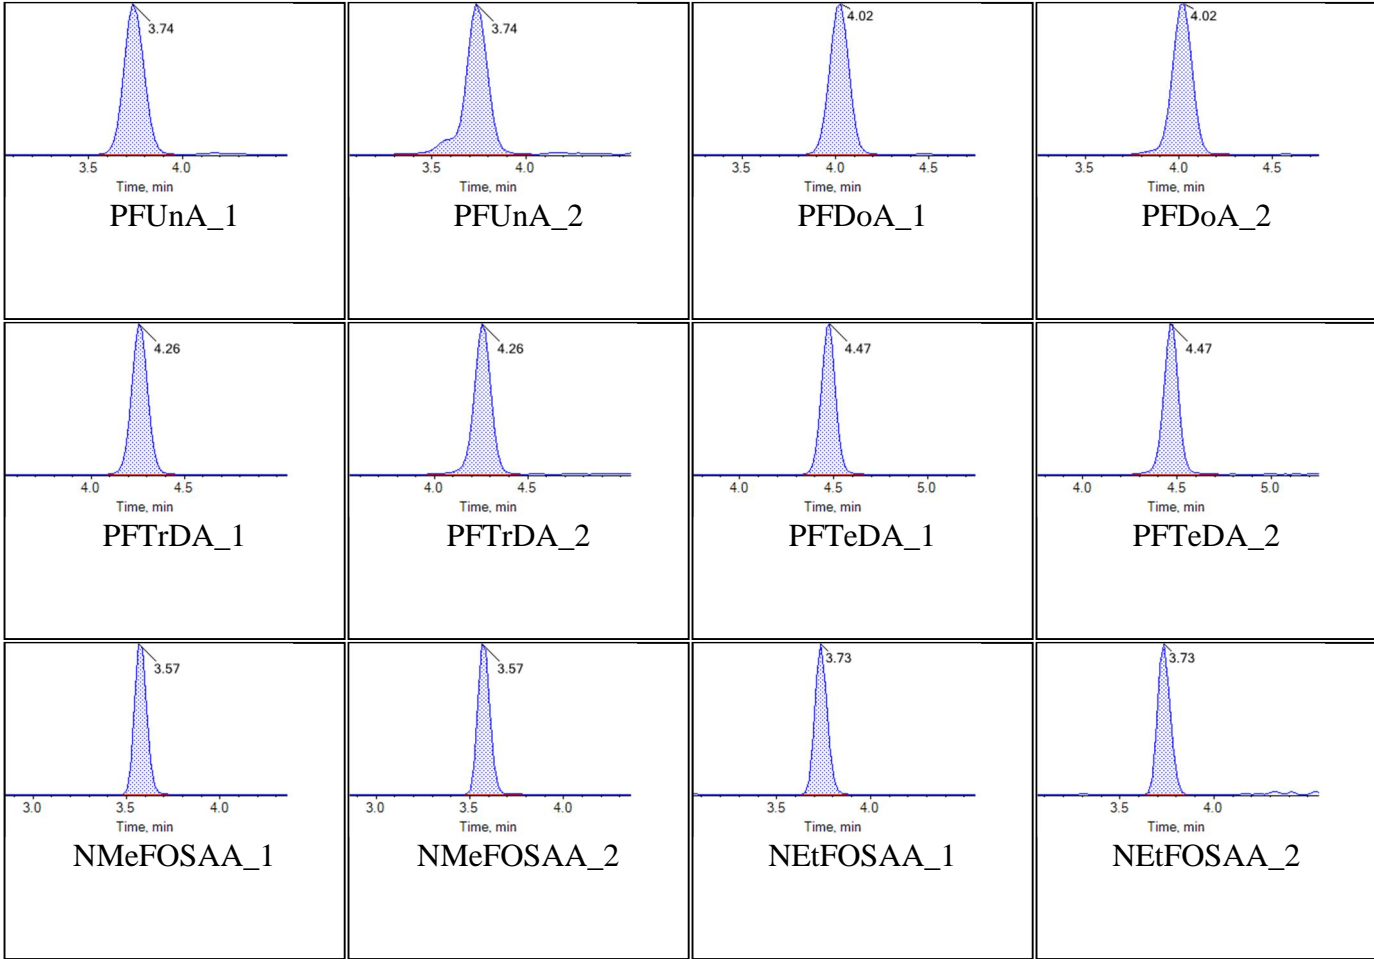 3.74
3.5 4.0
Time, min
PFUnA_1
3.74
3.5 4.0
Time, min
PFUnA_2
4.02
3.5 4.0 4.5
Time, min
PFDoA_1
4.02
3.5 4.0 4.5
Time, min
PFDoA_2
4.26
4.0 4.5
Time, min
PFTrDA_1
4.26
4.0 4.5
Time, min
PFTrDA_2
4.47
4.0 4.5 5.0
Time, min
PFTeDA_1
4.47
4.0 4.5 5.0
Time, min
PFTeDA_2
3.57
3.0 3.5 4.0
Time, min
NMeFOSAA_1
3.57
3.0 3.5 4.0
Time, min
NMeFOSAA_2
3.73
3.5 4.0
Time, min
NEtFOSAA_1
3.73
3.5 4.0
Time, min
NEtFOSAA_2